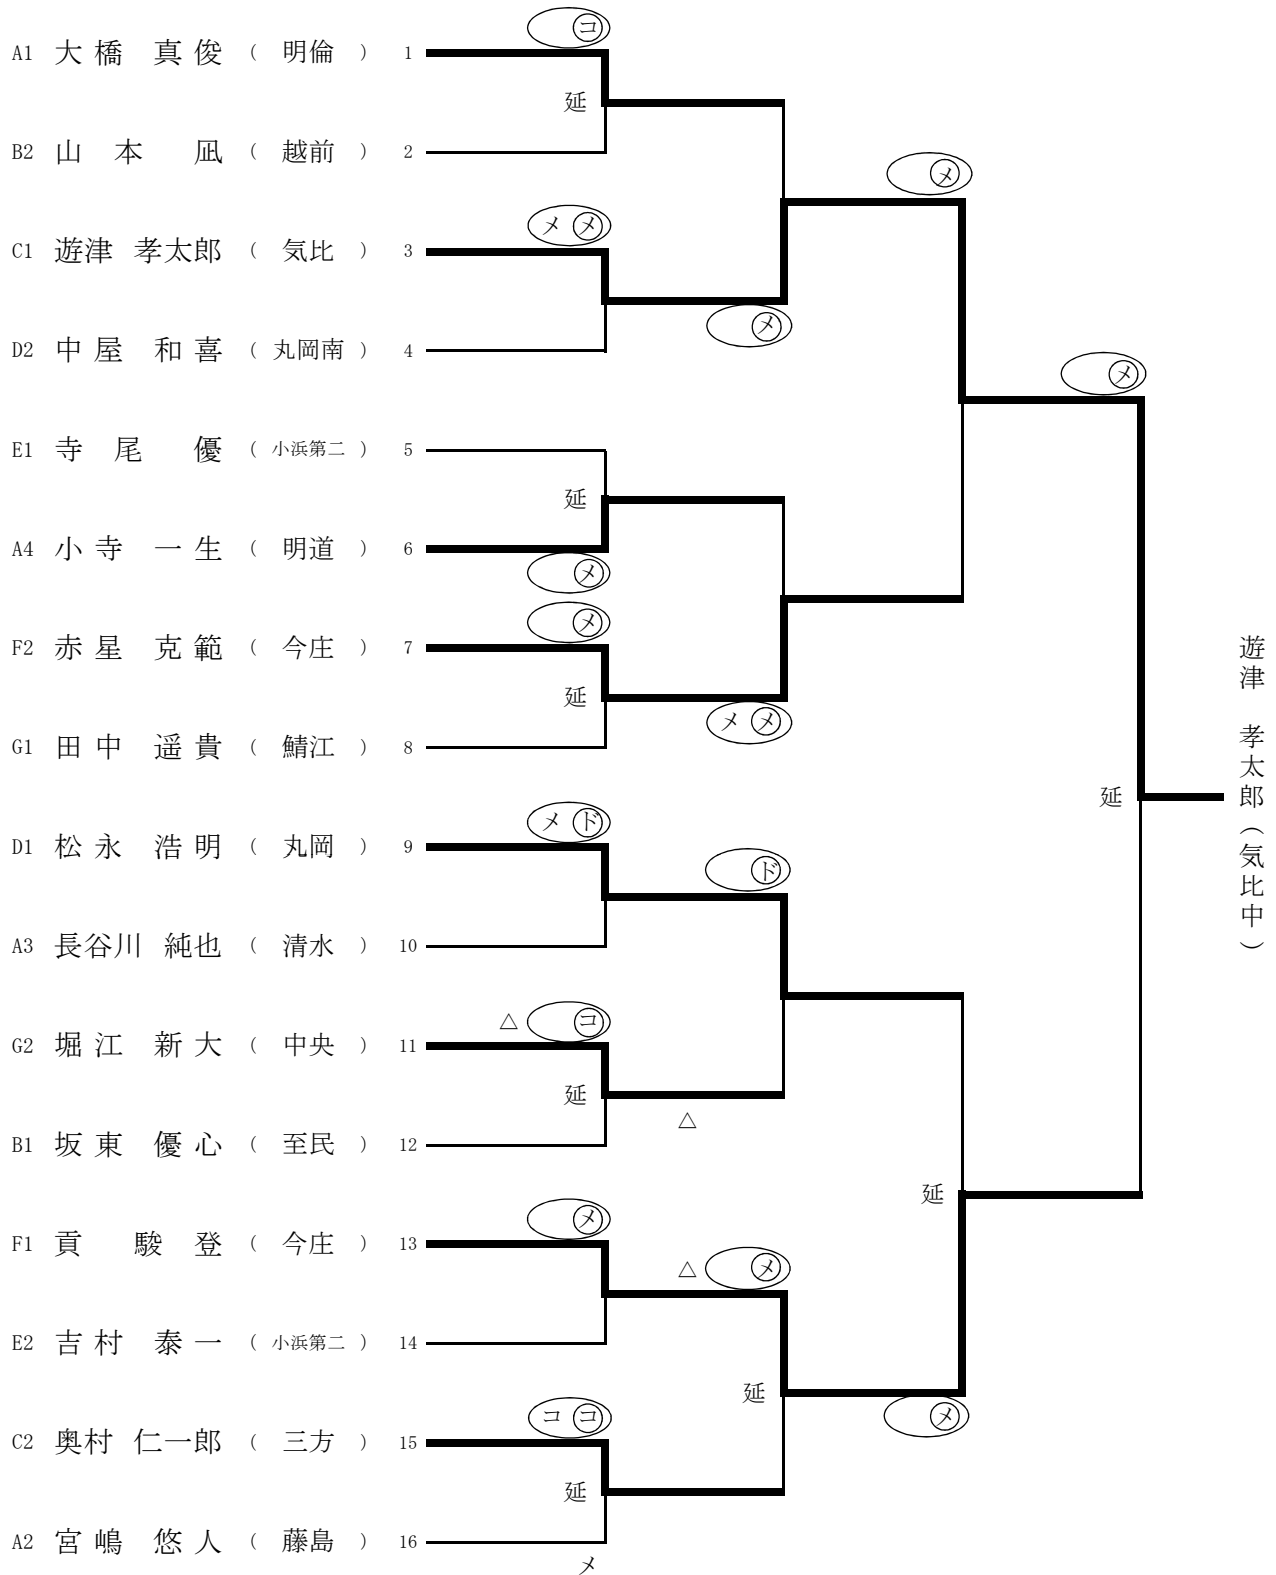 コ
A1 大橋 真俊 ( 明倫 ) 1
延
B2 山本 凪 ( 越前 ) 2
メ
メ メ
C1 遊津 孝太郎 ( 気比 ) 3
メ
D2 中屋 和喜 ( 丸岡南 ) 4
メ
E1 寺尾 優 ( 小浜第二 ) 5
延
A4 小寺 一生 ( 明道 ) 6
メ
メ
F2 赤星 克範 ( 今庄 ) 7
延
メ メ
G1 田中 遥貴 ( 鯖江 ) 8
延
遊津 孝太郎(気比中)
メ ド
D1 松永 浩明 ( 丸岡 ) 9
ド
A3 長谷川 純也 ( 清水 ) 10
△ コ
G2 堀江 新大 ( 中央 ) 11
延
△
B1 坂東 優心 ( 至民 ) 12
延
メ
F1 貢 駿登 ( 今庄 ) 13
△ メ
E2 吉村 泰一 ( 小浜第二 ) 14
延
コ コ
メ
C2 奥村 仁一郎 ( 三方 ) 15
延
A2 宮嶋 悠人 ( 藤島 ) 16
メ